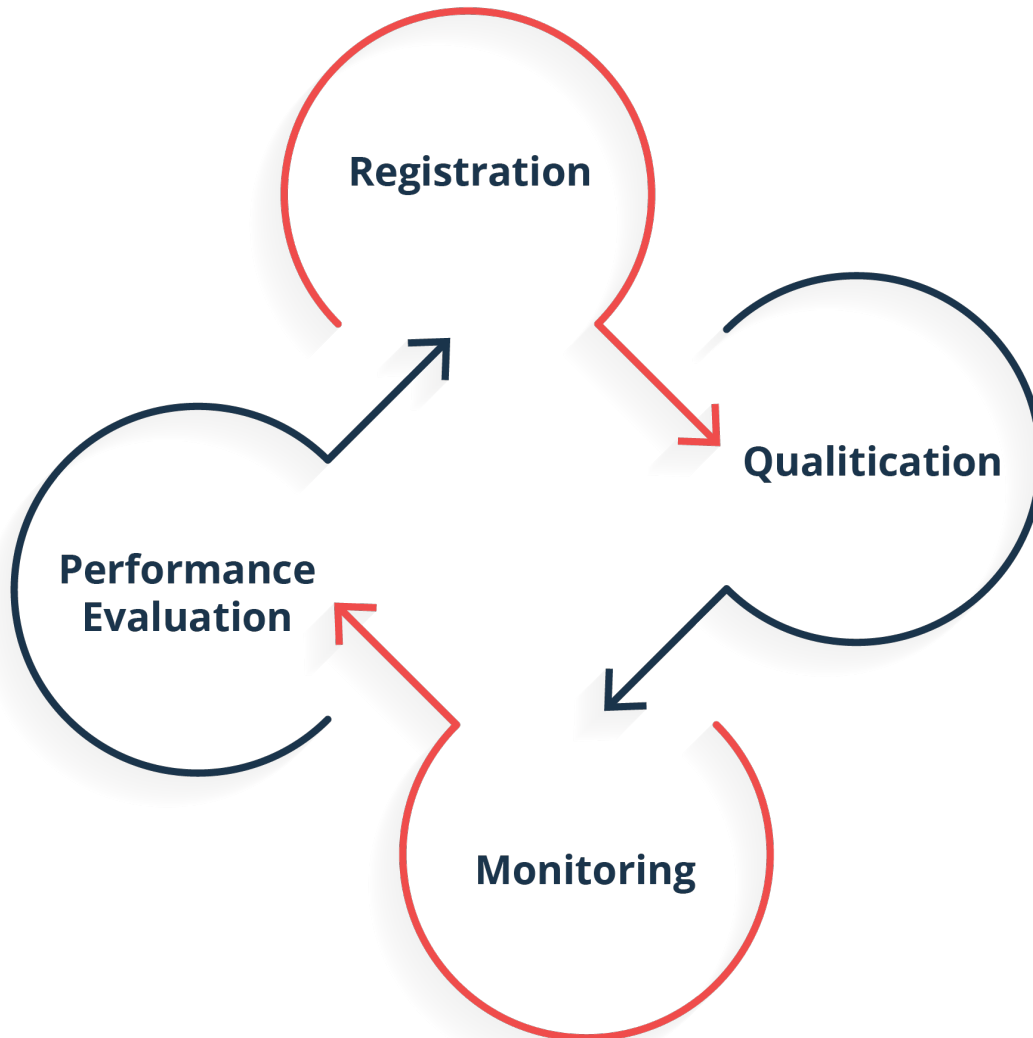 Registration
Qualitication
Performance
Evaluation
Monitoring